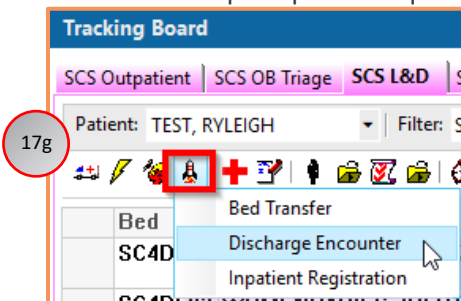 Tracking Board
SCS Outpatient SCS OB Triage SCS L&D S
Patient: TEST, RYLEIGH Filter: S
17g
Bed
Bed Transfer
SC4D
Discharge Encounter
Inpatient Registration